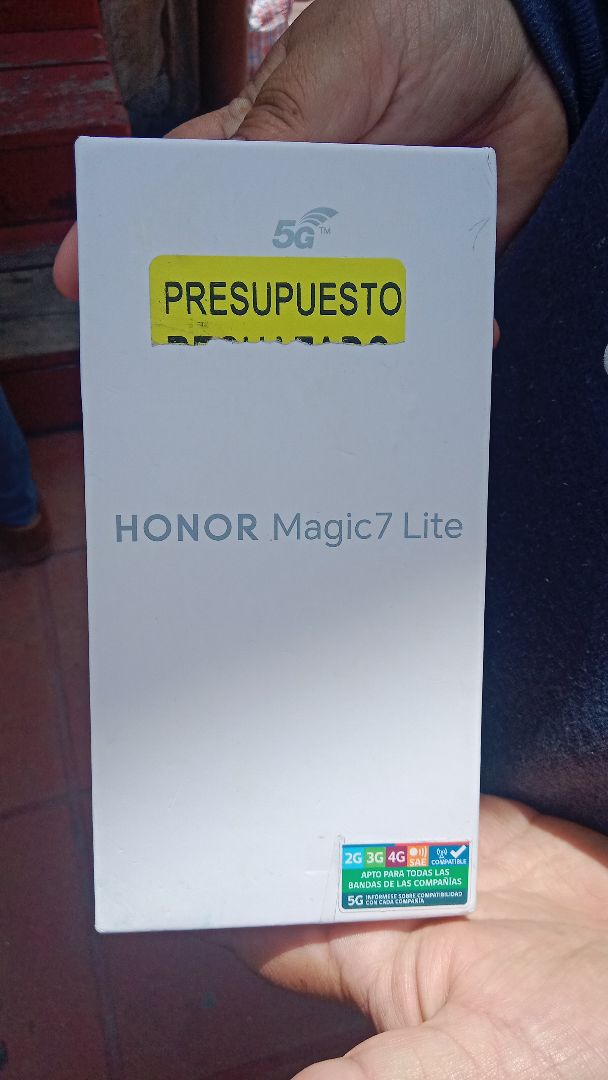 5G TM
PRESUPUESTO
HONOR Magic7 Lite
2G 3G 4G SAE COMPATIBLE
APTO PARA TODAS LAS
BANDAS DE LAS COMPAÑÍAS
5G INFÓRMESE SOBRE COMPATIBILIDAD
CON CADA COMPAÑÍA